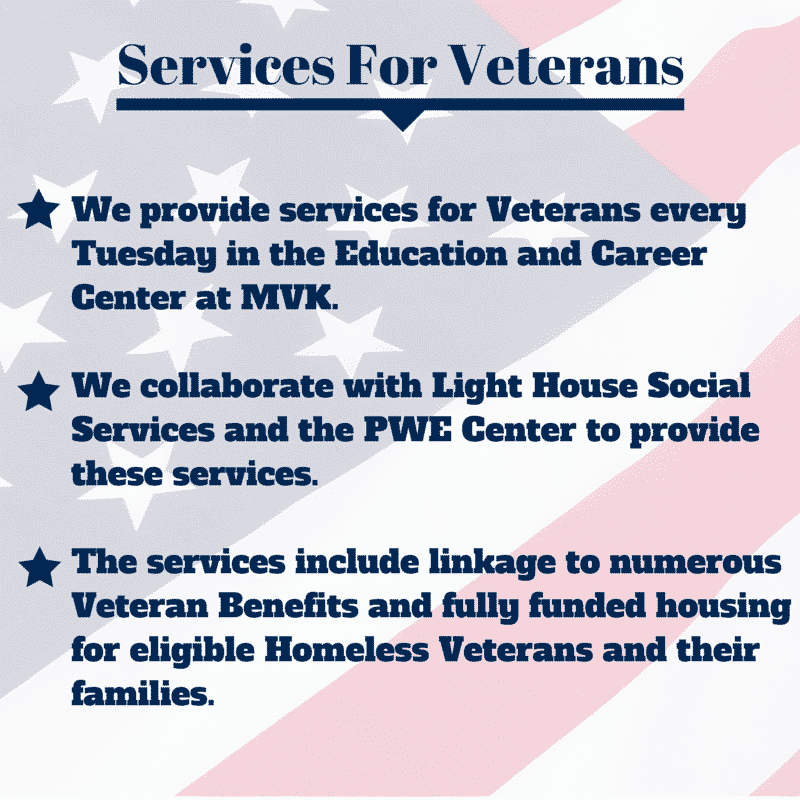 Services For Veterans
We provide services for Veterans every
Tuesday in the Education and Career
Center at MVK.
We collaborate with Light House Social
Services and the PWE Center to provide
these services.
The services include linkage to numerous
Veteran Benefits and fully funded housing
for eligible Homeless Veterans and their
families.